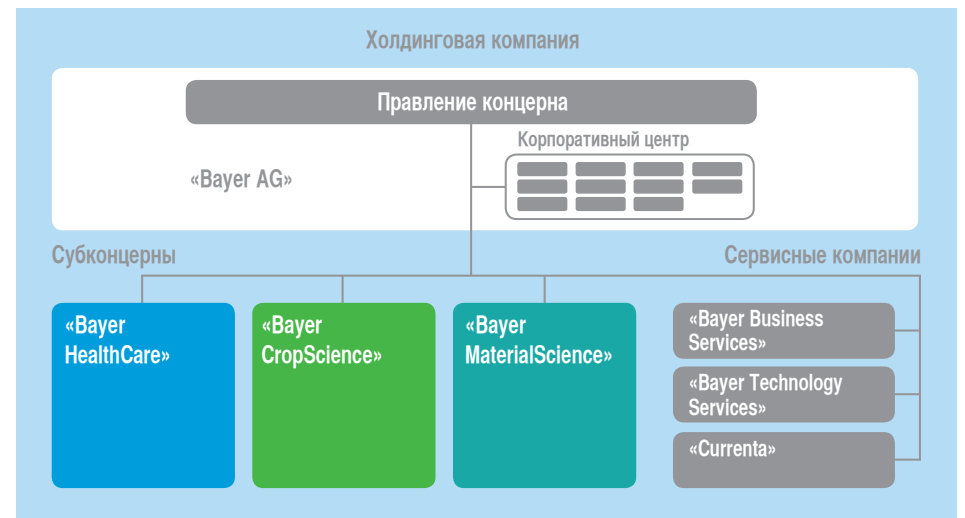 Холдинговая компания
Правление концерна
Корпоративный центр
«Bayer AG»
Субконцерны
Сервисные компании
«Bayer
HealthCare»
«Bayer
CropScience»
«Bayer
MaterialScience»
«Bayer Business
Services»
«Bayer Technology
Services»
«Currenta»